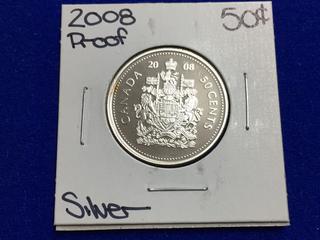 2008
Proof
50¢
20 08
CANADA
50 CENTS
Silver